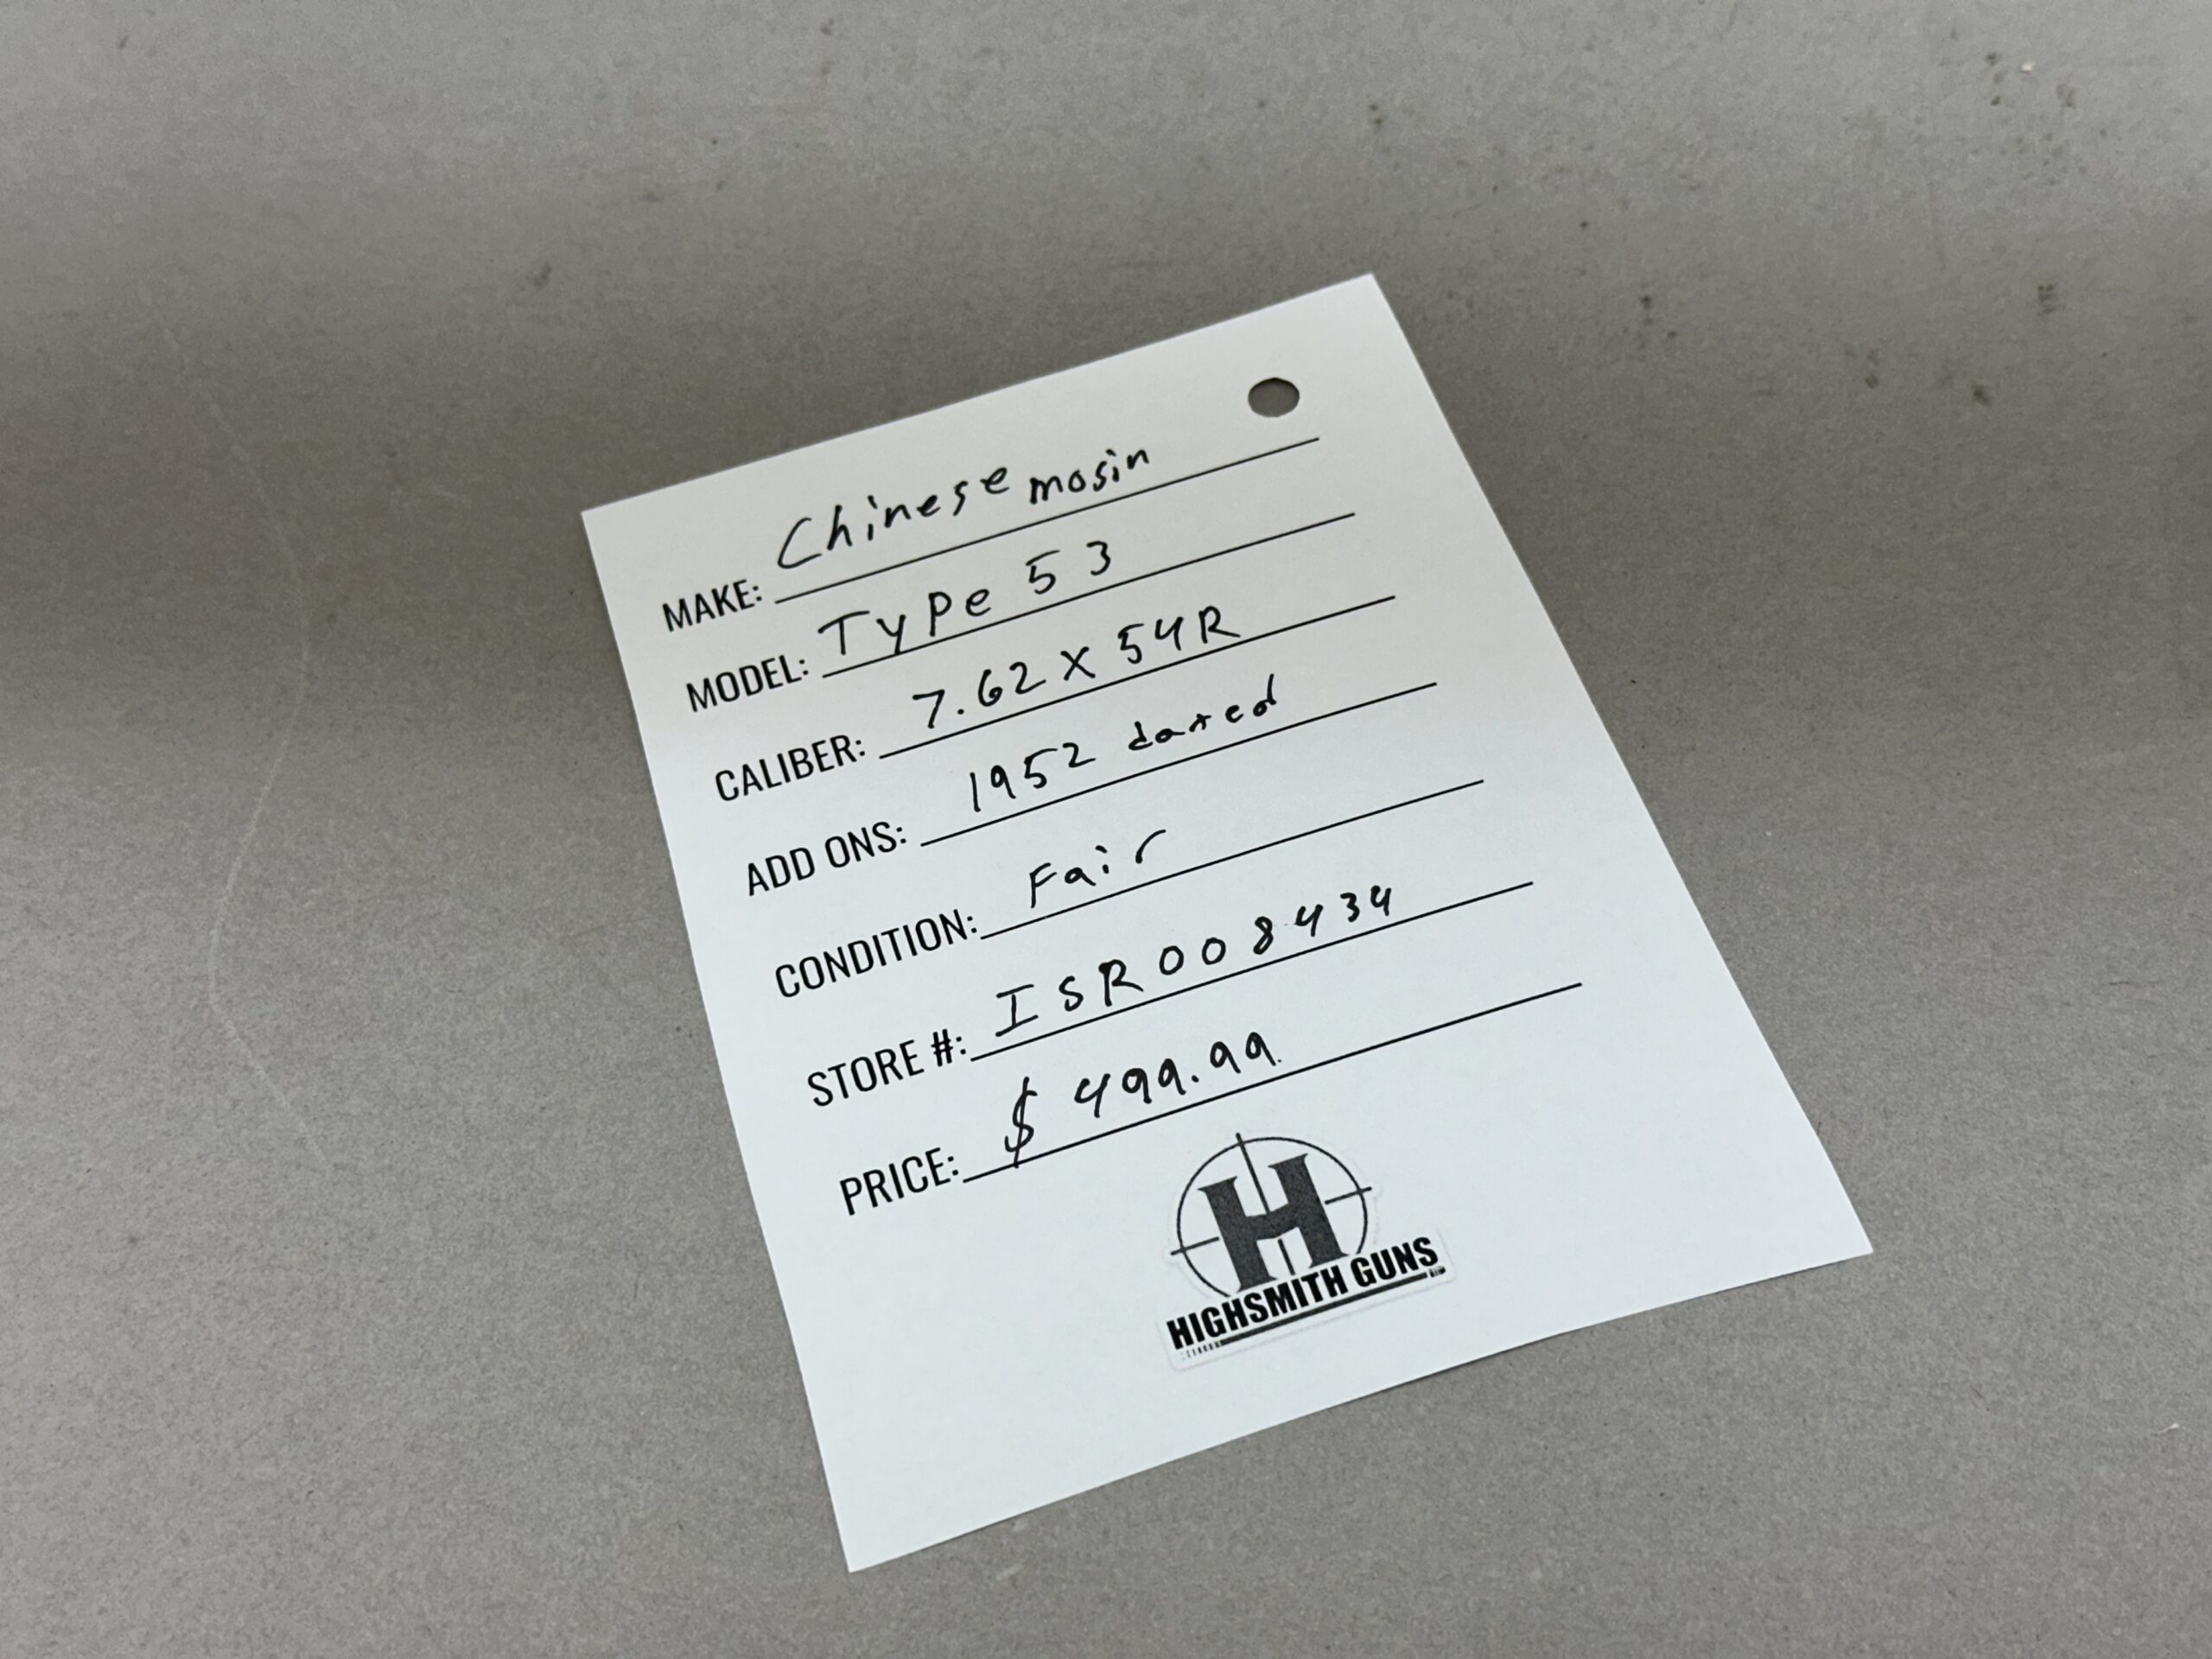 MAKE: Chinese mosin
MODEL: Type 53
CALIBER: 7.62 x 54R
ADD ONS: 1952 dated
CONDITION: Fair
STORE #: ISR008434
PRICE: $ 499.99
H
HIGHSMITH GUNS